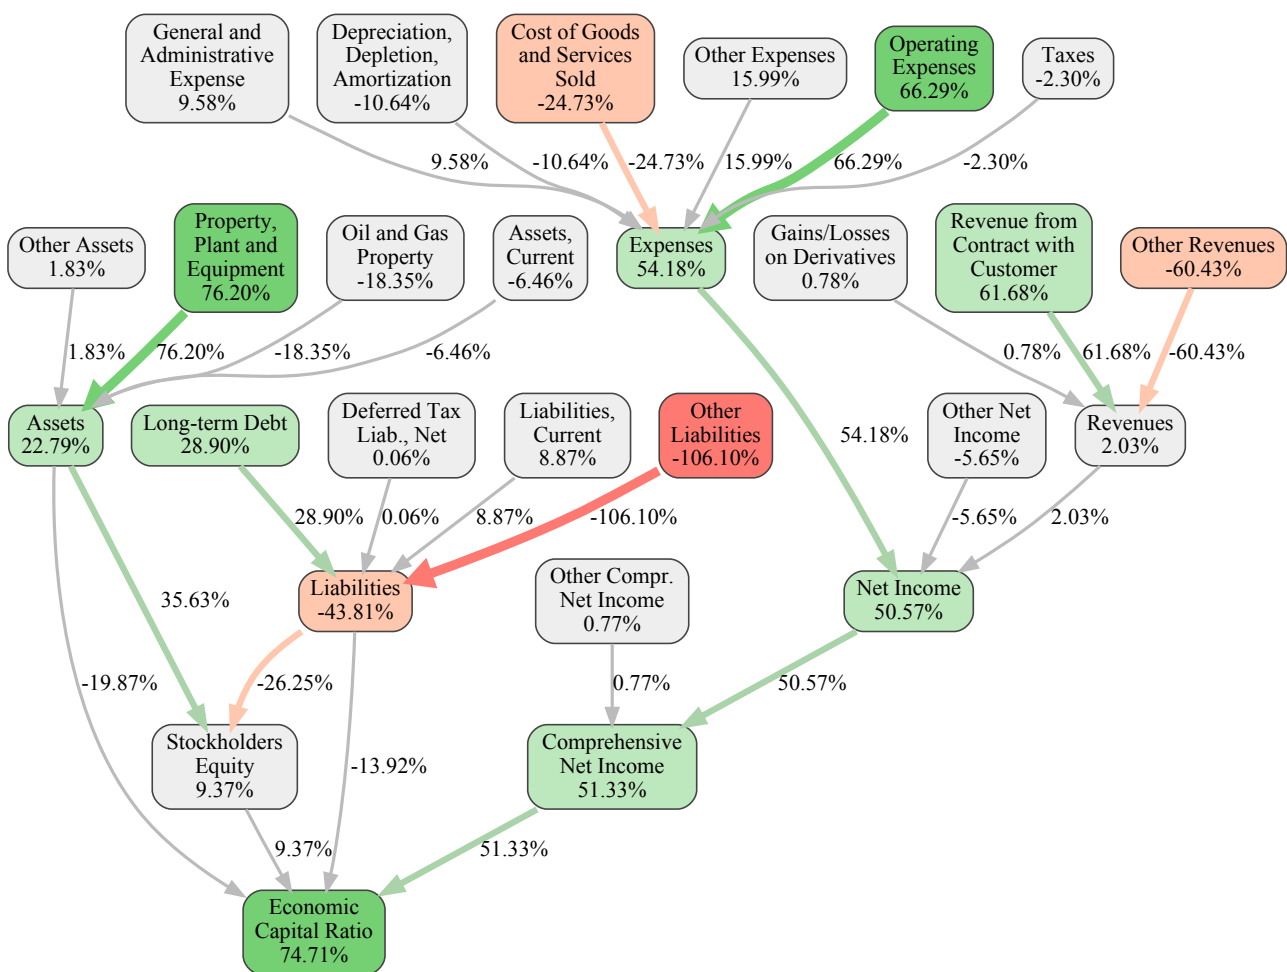 General and
Administrative
Expense
9.58%
Depreciation,
Depletion,
Amortization
-10.64%
Cost of Goods
and Services
Sold
-24.73%
Other Expenses
15.99%
Operating
Expenses
66.29%
Taxes
-2.30%
9.58%
-10.64%
-24.73%
15.99%
66.29%
-2.30%
Other Assets
1.83%
Property,
Plant and
Equipment
76.20%
Oil and Gas
Property
-18.35%
Assets,
Current
-6.46%
Expenses
54.18%
Gains/Losses
on Derivatives
0.78%
Revenue from
Contract with
Customer
61.68%
Other Revenues
-60.43%
1.83%
76.20%
-18.35%
-6.46%
0.78%
61.68%
-60.43%
Assets
22.79%
Long-term Debt
28.90%
Deferred Tax
Liab., Net
0.06%
Liabilities,
Current
8.87%
Other
Liabilities
-106.10%
54.18%
Other Net
Income
-5.65%
Revenues
2.03%
28.90%
0.06%
8.87%
-106.10%
-5.65%
2.03%
35.63%
Liabilities
-43.81%
Other Compr.
Net Income
0.77%
Net Income
50.57%
-19.87%
-26.25%
0.77%
50.57%
Stockholders
Equity
9.37%
-13.92%
Comprehensive
Net Income
51.33%
9.37%
51.33%
Economic
Capital Ratio
74.71%